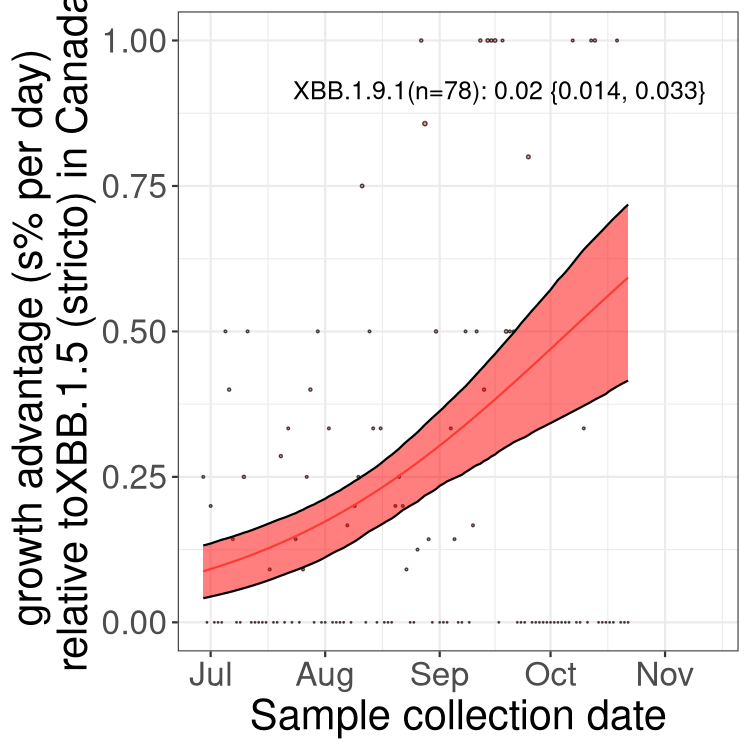 growth advantage (s% per day)
relative toXBB.1.5 (stricto) in Canada
1.00
0.75
0.50
0.25
0.00
XBB.1.9.1(n=78): 0.02 {0.014, 0.033}
Jul Aug Sep Oct Nov
Sample collection date